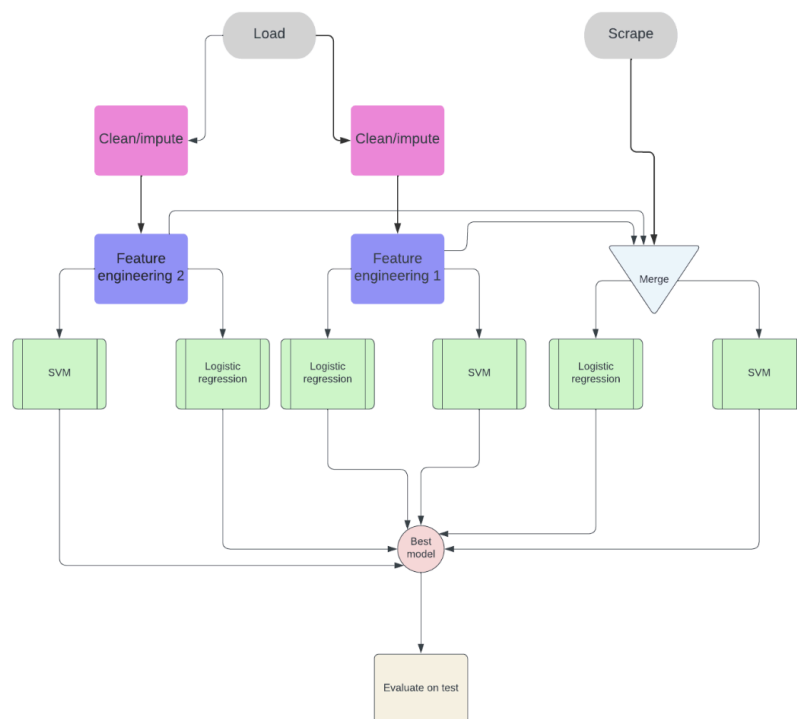 Load
Scrape
Clean/impute
Clean/impute
Feature
engineering 2
Feature
engineering 1
Merge
SVM
Logistic
regression
Logistic
regression
SVM
Logistic
regression
SVM
Best
model
Evaluate on test